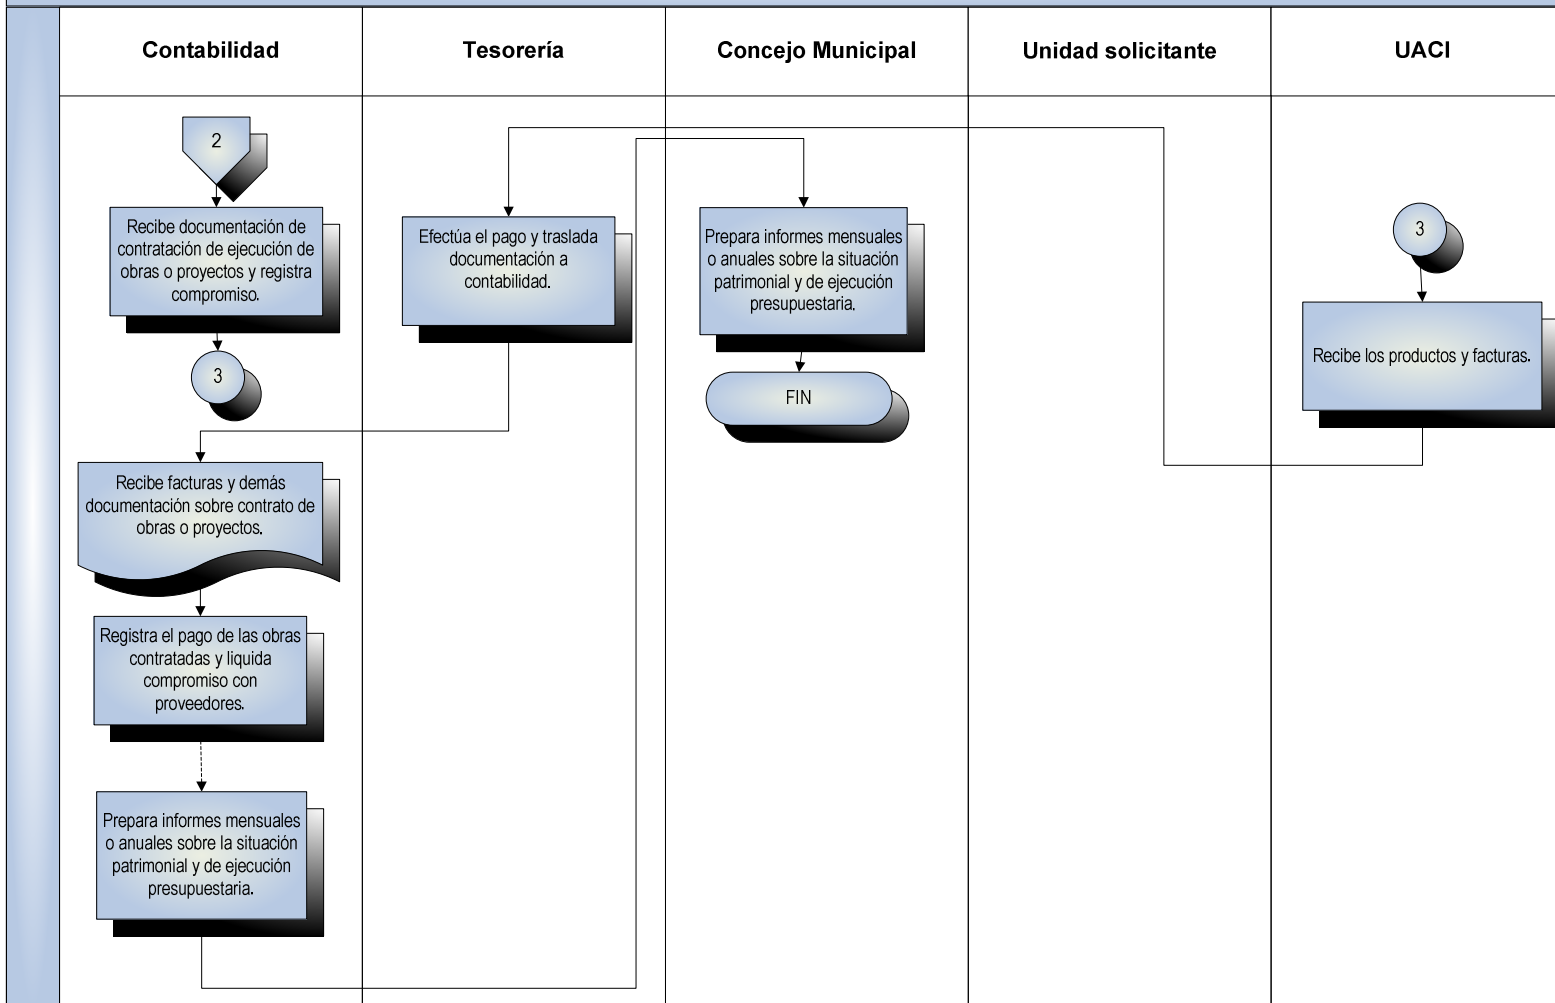 Contabilidad
Tesorería
Concejo Municipal
Unidad solicitante
UACI
2
Recibe documentación de
contratación de ejecución de
obras o proyectos y registra
compromiso.
3
Recibe facturas y demás
documentación sobre contrato de
obras o proyectos.
Registra el pago de las obras
contratadas y liquida
compromiso con
proveedores.
Prepara informes mensuales
o anuales sobre la situación
patrimonial y de ejecución
presupuestaria.
Efectúa el pago y traslada
documentación a
contabilidad.
Prepara informes mensuales
o anuales sobre la situación
patrimonial y de ejecución
presupuestaria.
FIN
3
Recibe los productos y facturas.